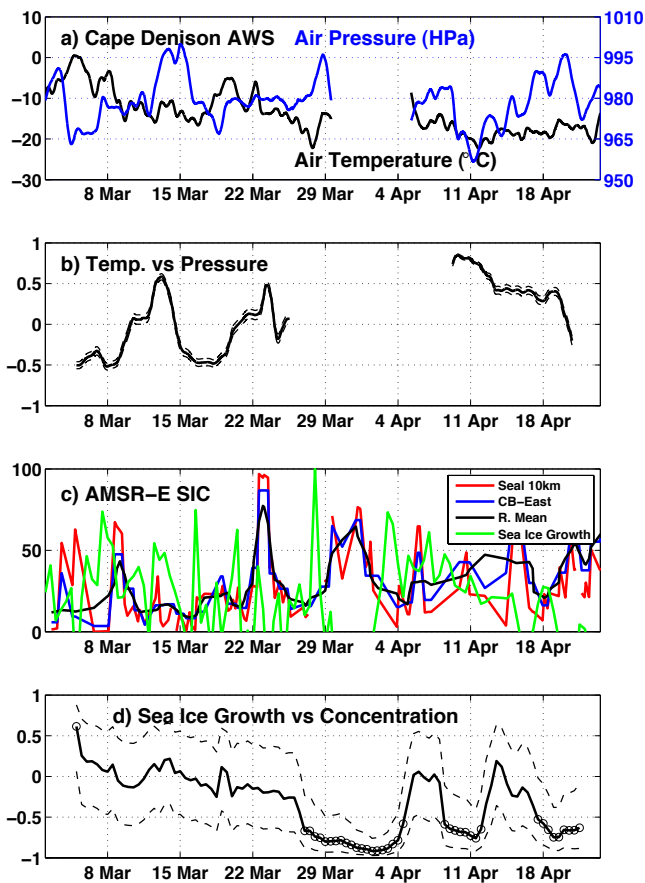 a) Cape Denison AWS
Air Pressure (HPa)
10
0
−10
−20
−30
1010
995
980
965
950
Air Temperature (°C)
8 Mar 15 Mar 22 Mar 29 Mar 4 Apr 11 Apr 18 Apr
b) Temp. vs Pressure
1
0.5
0
−0.5
−1
8 Mar 15 Mar 22 Mar 29 Mar 4 Apr 11 Apr 18 Apr
c) AMSR−E SIC
100
50
0
Seal 10km
CB−East
R. Mean
Sea Ice Growth
8 Mar 15 Mar 22 Mar 29 Mar 4 Apr 11 Apr 18 Apr
d) Sea Ice Growth vs Concentration
1
0.5
0
−0.5
−1
8 Mar 15 Mar 22 Mar 29 Mar 4 Apr 11 Apr 18 Apr